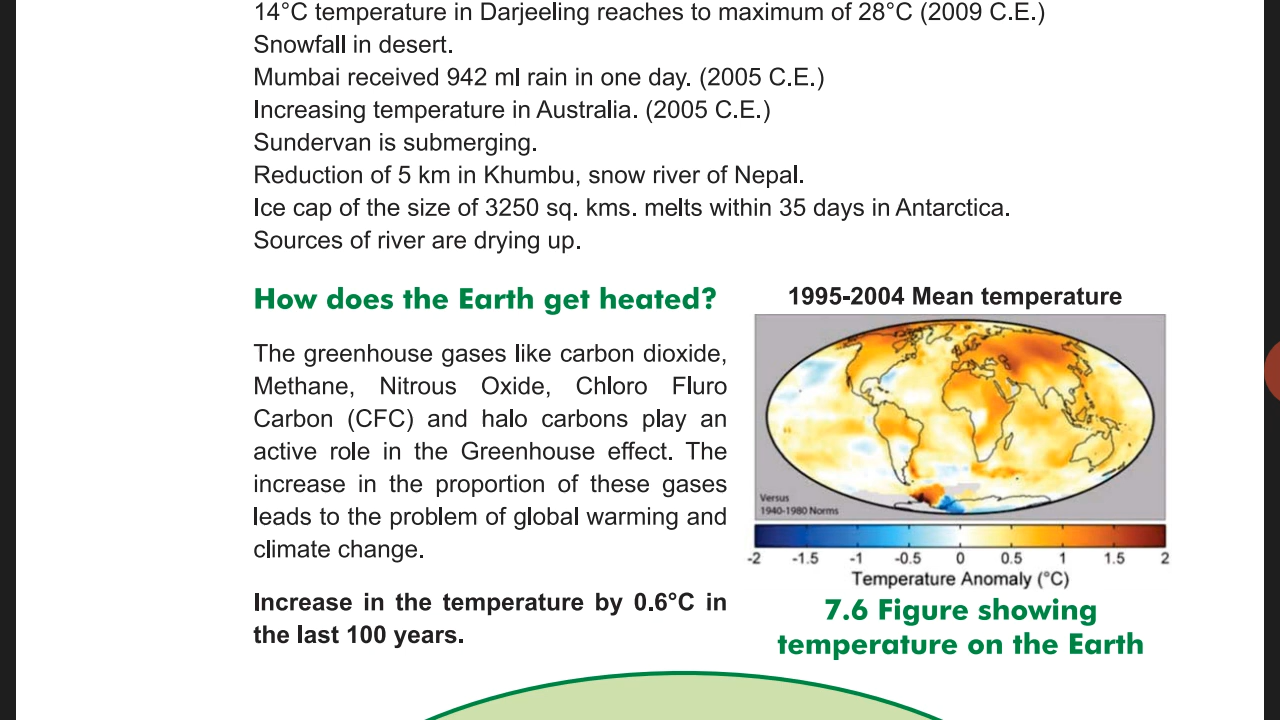 14°C temperature in Darjeeling reaches to maximum of 28°C (2009 C.E.)
Snowfall in desert.
Mumbai received 942 ml rain in one day. (2005 C.E.)
Increasing temperature in Australia. (2005 C.E.)
Sundervan is submerging.
Reduction of 5 km in Khumbu, snow river of Nepal.
Ice cap of the size of 3250 sq. kms. melts within 35 days in Antarctica.
Sources of river are drying up.
How does the Earth get heated?
The greenhouse gases like carbon dioxide,
Methane, Nitrous Oxide, Chloro Fluro
Carbon (CFC) and halo carbons play an
active role in the Greenhouse effect. The
increase in the proportion of these gases
leads to the problem of global warming and
climate change.
Increase in the temperature by 0.6°C in
the last 100 years.
1995-2004 Mean temperature
Versus
1940-1980 Norms
-2 -1.5 -1 -0.5 0 0.5 1 1.5 2
Temperature Anomaly (°C)
7.6 Figure showing
temperature on the Earth